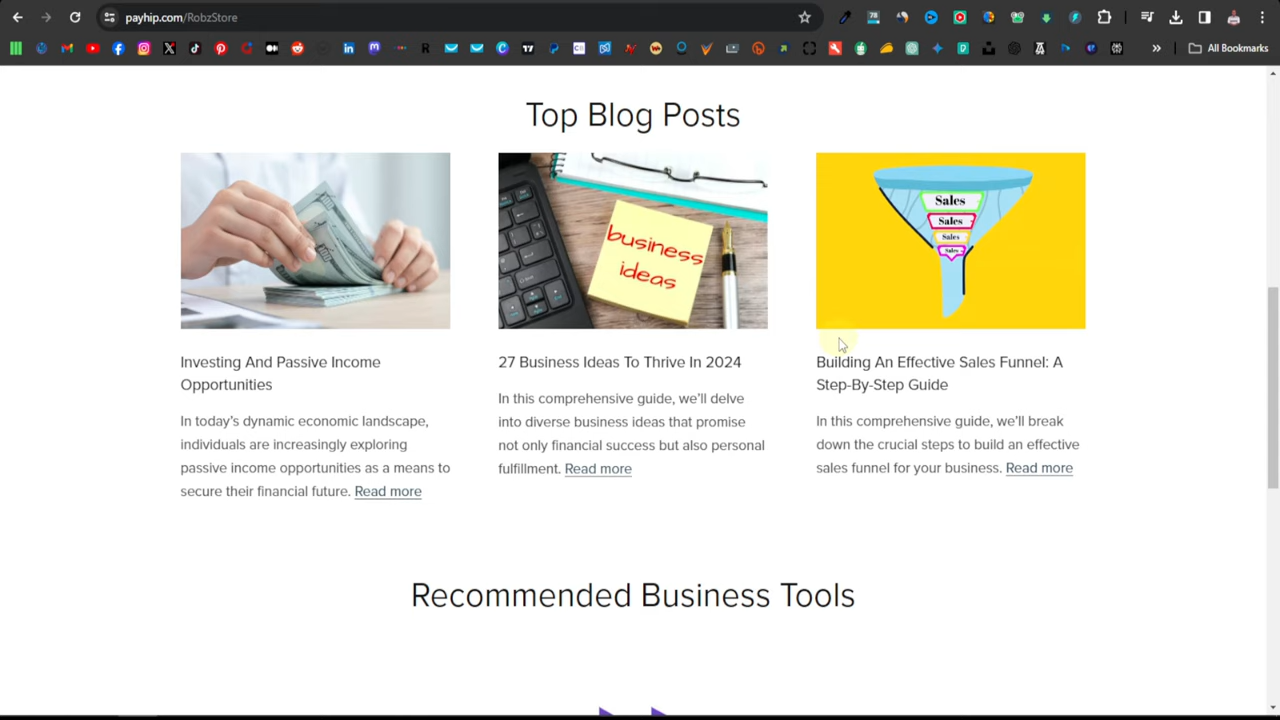 payhip.com/RobzStore
All Bookmarks
Top Blog Posts
business
ideas
Sales
Sales
Sales
Sales
Investing And Passive Income
Opportunities
In today's dynamic economic landscape,
individuals are increasingly exploring
passive income opportunities as a means to
secure their financial future. Read more
27 Business Ideas To Thrive In 2024
In this comprehensive guide, we'll delve
into diverse business ideas that promise
not only financial success but also personal
fulfillment. Read more
Building An Effective Sales Funnel: A
Step-By-Step Guide
In this comprehensive guide, we'll break
down the crucial steps to build an effective
sales funnel for your business. Read more
Recommended Business Tools